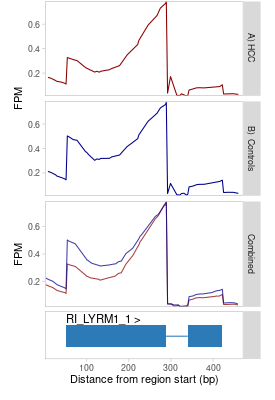 0.6
0.4
0.2
A) HCC
FPM
0.6
0.4
0.2
B) Controls
0.6
0.4
0.2
FPM
Combined
RI_LYRM1_1 >
100 200 300 400
Distance from region start (bp)